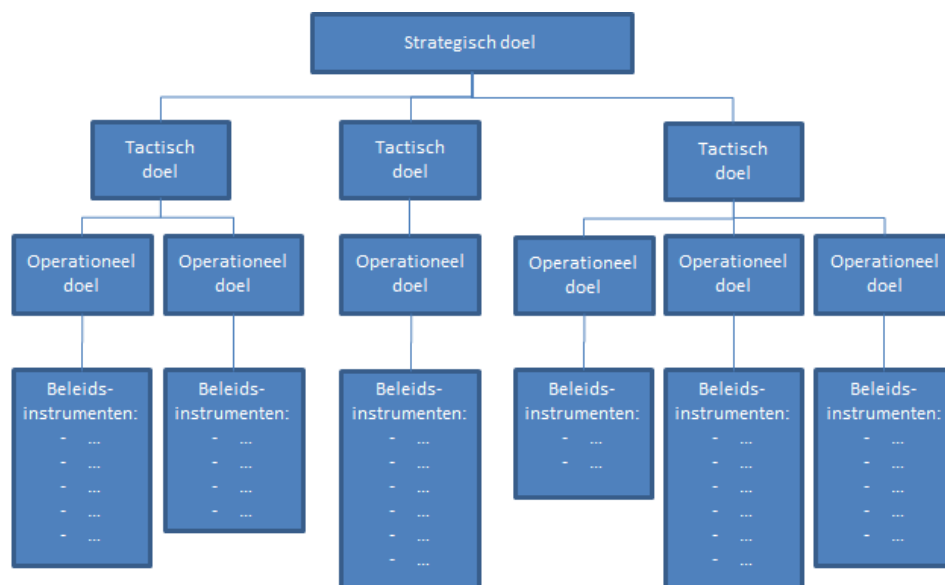 Strategisch doel
Tactisch
doel
Tactisch
doel
Tactisch
doel
Operationeel
doel
Operationeel
doel
Operationeel
doel
Operationeel
doel
Operationeel
doel
Operationeel
doel
Beleids-
instrumenten:
- ...
- ...
- ...
- ...
- ...
Beleids-
instrumenten:
- ...
- ...
- ...
- ...
Beleids-
instrumenten:
- ...
- ...
- ...
- ...
- ...
- ...
Beleids-
instrumenten:
- ...
- ...
Beleids-
instrumenten:
- ...
- ...
- ...
- ...
- ...
- ...
Beleids-
instrumenten:
- ...
- ...
- ...
- ...
- ...